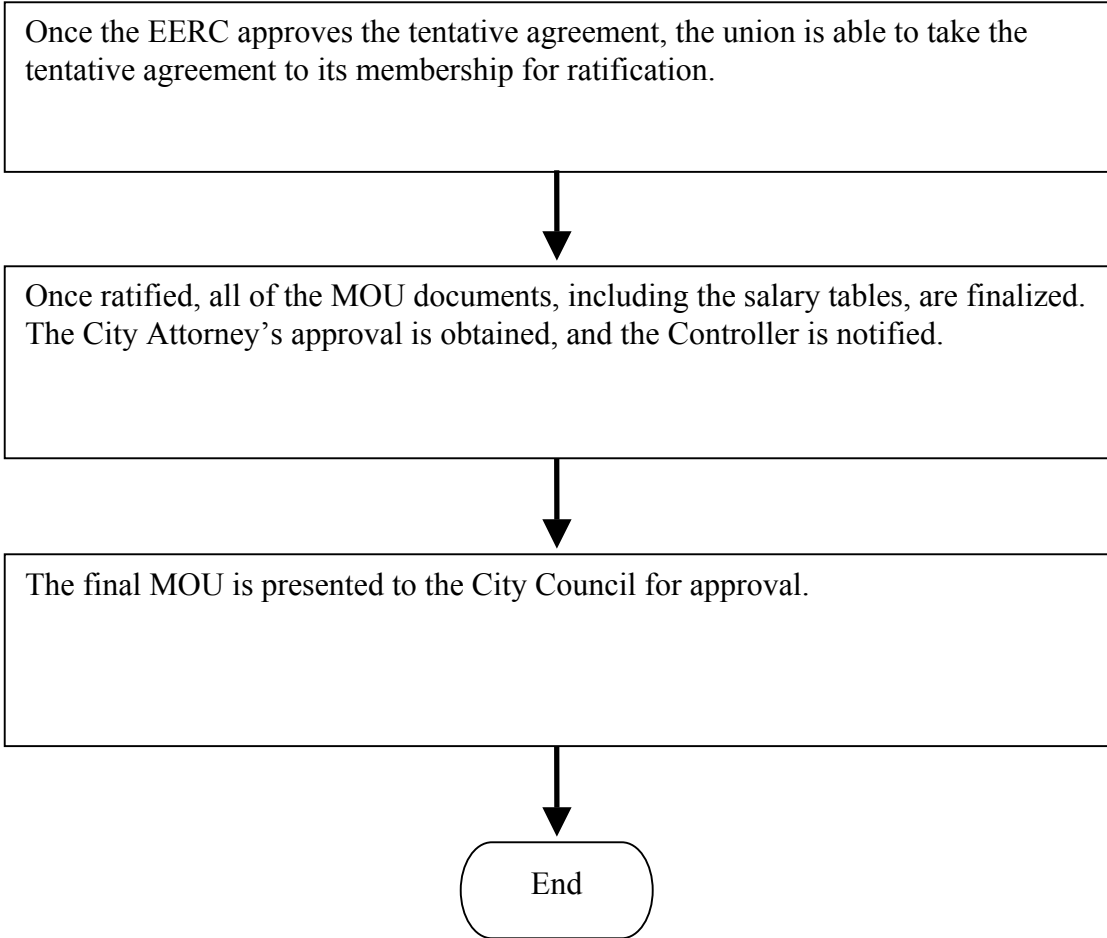 Once the EERC approves the tentative agreement, the union is able to take the
tentative agreement to its membership for ratification.
Once ratified, all of the MOU documents, including the salary tables, are finalized.
The City Attorney’s approval is obtained, and the Controller is notified.
The final MOU is presented to the City Council for approval.
End